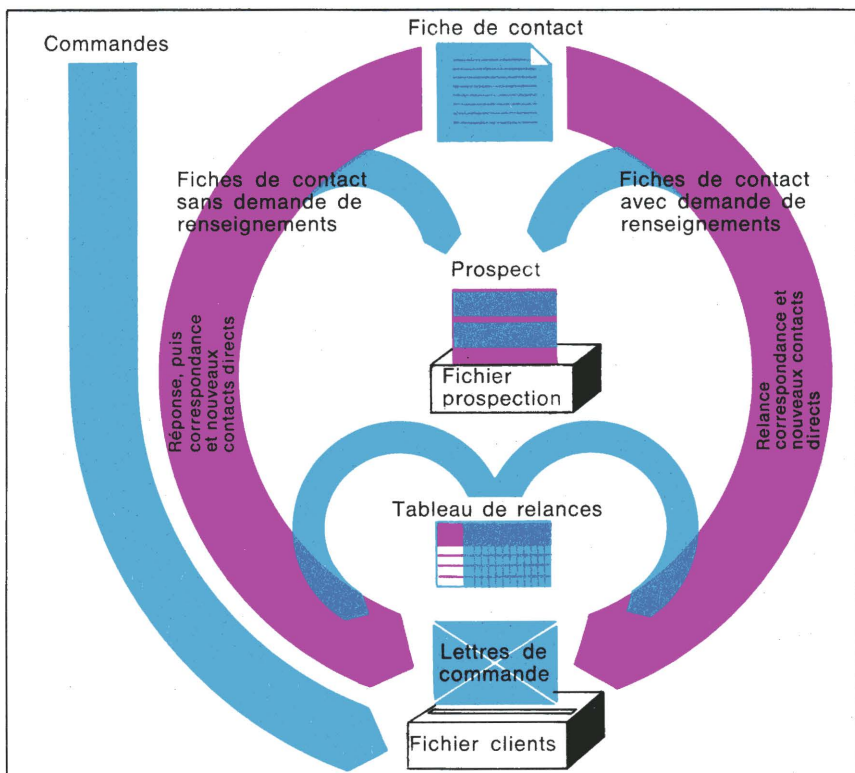 Commandes
Fiche de contact
Fiches de contact
sans demande de
renseignements
Fiches de contact
avec demande de
renseignements
Prospect
Fichier
prospection
Réponse, puis
correspondance
et nouveaux
contacts directs
Relance
correspondance et
nouveaux contacts
directs
Tableau de relances
Lettres de
commande
Fichier clients